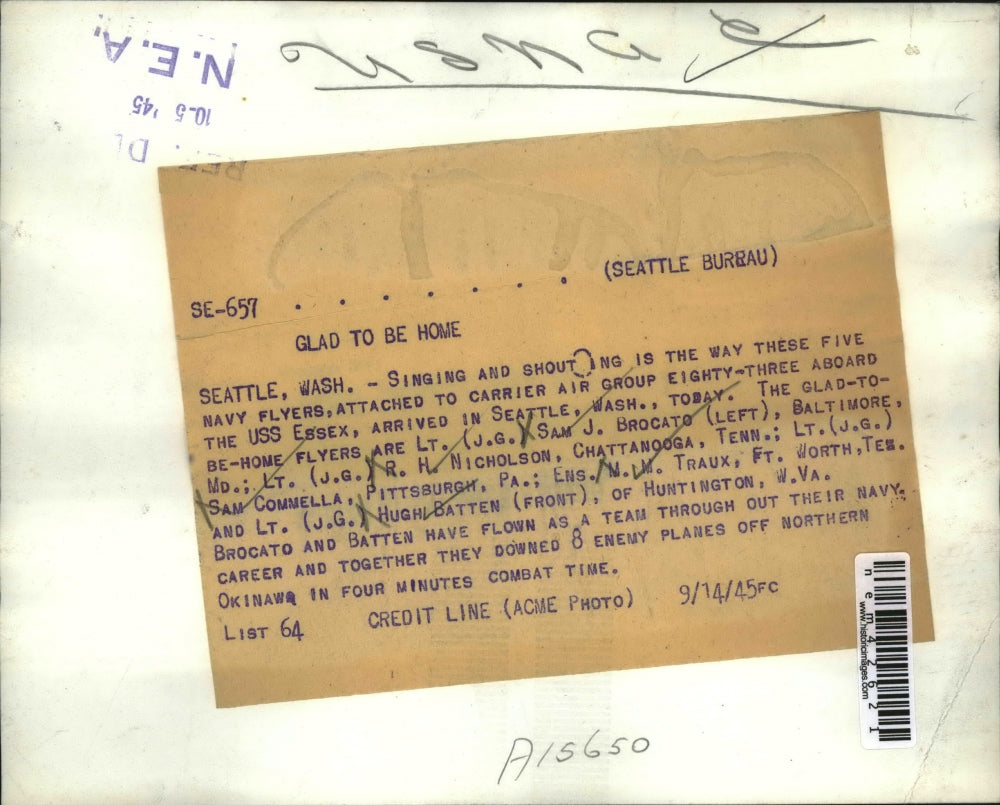 N.E.A.
10-5 '45
SE-657 . . . . . . . . (SEATTLE BUREAU)
GLAD TO BE HOME
SEATTLE, WASH. - SINGING AND SHOUTING IS THE WAY THESE FIVE
NAVY FLYERS, ATTACHED TO CARRIER AIR GROUP EIGHTY-THREE ABOARD
THE USS ESSEX, ARRIVED IN SEATTLE, WASH., TODAY. THE GLAD-TO-
BE-HOME FLYERS ARE LT. (J.G.) SAM J. BROCATO (LEFT), BALTIMORE,
MD.; LT. (J.G.) R. H. NICHOLSON, CHATTANOOGA, TENN.; LT.(J.G.)
SAM COMMELLA, PITTSBURGH, PA.; ENS. M. M. TRAUX, FT. WORTH, TEX.
AND LT. (J.G.) HUGH BATTEN (FRONT), OF HUNTINGTON, W.VA.
BROCATO AND BATTEN HAVE FLOWN AS A TEAM THROUGH OUT THEIR NAVY
CAREER AND TOGETHER THEY DOWNED 8 ENEMY PLANES OFF NORTHERN
OKINAWA IN FOUR MINUTES COMBAT TIME.
LIST 64 CREDIT LINE (ACME PHOTO) 9/14/45FC
nem42621
www.historicimages.com
A15650